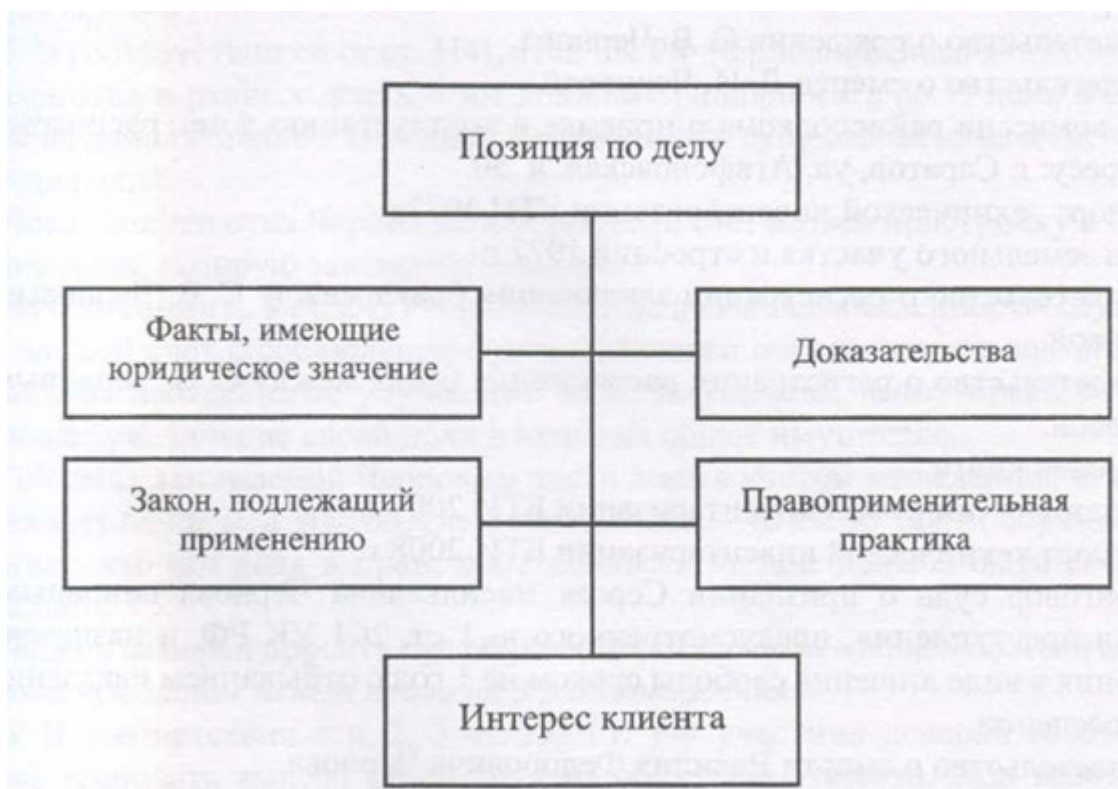 Позиция по делу
Факты, имеющие
юридическое значение
Доказательства
Закон, подлежащий
применению
Правоприменительная
практика
Интерес клиента